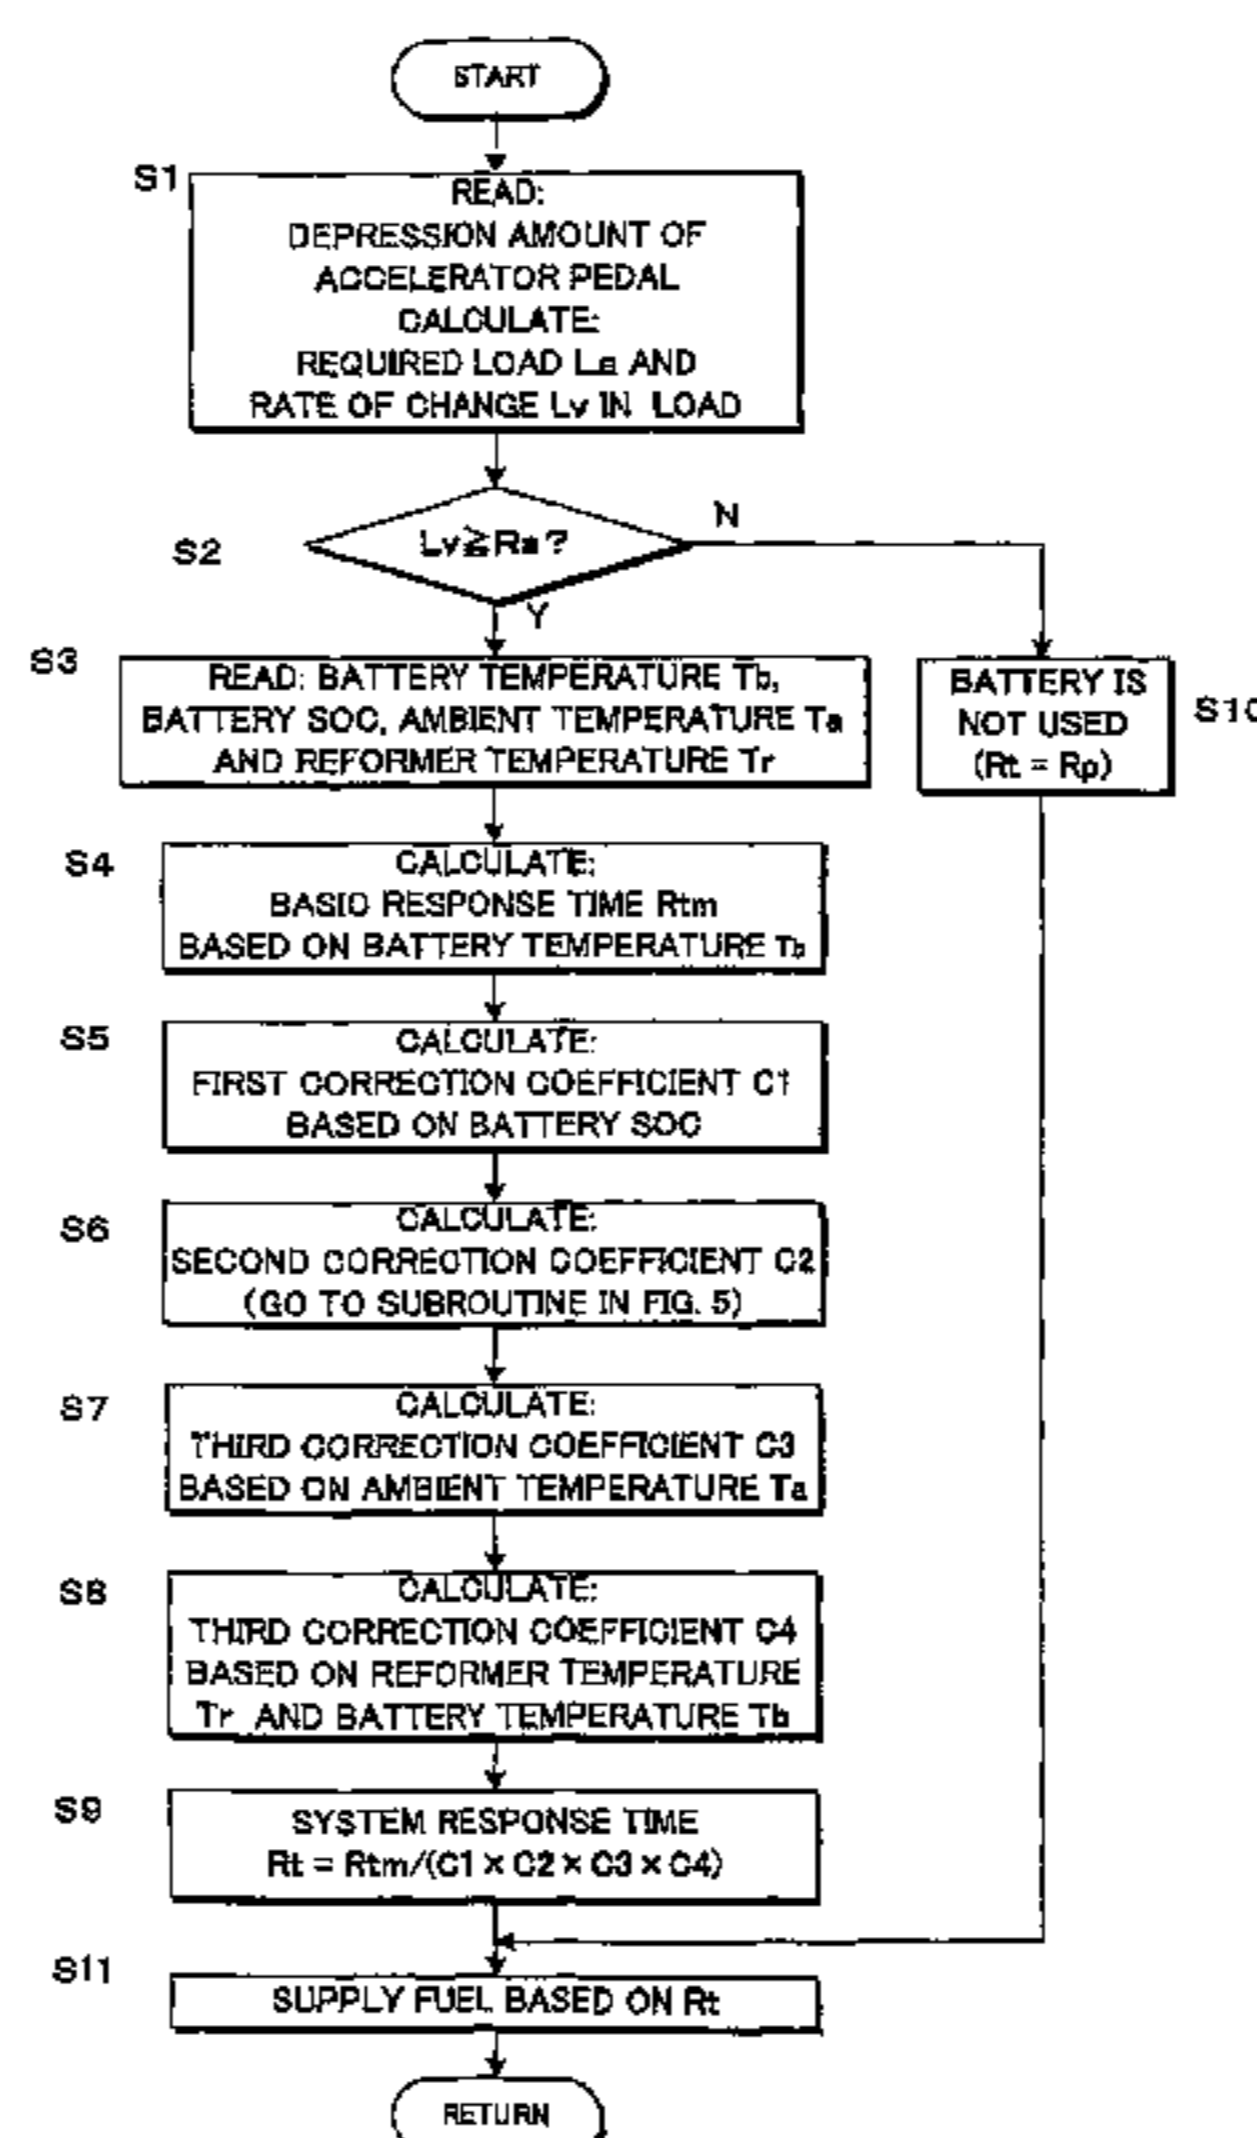 START
S1
READ:
DEPRESSION AMOUNT OF
ACCELERATOR PEDAL
CALCULATE:
REQUIRED LOAD La AND
RATE OF CHANGE Lv IN LOAD
S2
Lv≧Ra?
N
Y
S3
READ: BATTERY TEMPERATURE Tb,
BATTERY SOC, AMBIENT TEMPERATURE Ta
AND REFORMER TEMPERATURE Tr
BATTERY IS
NOT USED
(Rt = Rp)
S10
S4
CALCULATE:
BASIC RESPONSE TIME Rtm
BASED ON BATTERY TEMPERATURE Tb
S5
CALCULATE:
FIRST CORRECTION COEFFICIENT C1
BASED ON BATTERY SOC
S6
CALCULATE:
SECOND CORRECTION COEFFICIENT C2
(GO TO SUBROUTINE IN FIG. 5)
S7
CALCULATE:
THIRD CORRECTION COEFFICIENT C3
BASED ON AMBIENT TEMPERATURE Ta
S8
CALCULATE:
THIRD CORRECTION COEFFICIENT C4
BASED ON REFORMER TEMPERATURE
Tr AND BATTERY TEMPERATURE Tb
S9
SYSTEM RESPONSE TIME
Rt = Rtm/(C1 × C2 × C3 × C4)
S11
SUPPLY FUEL BASED ON Rt
RETURN